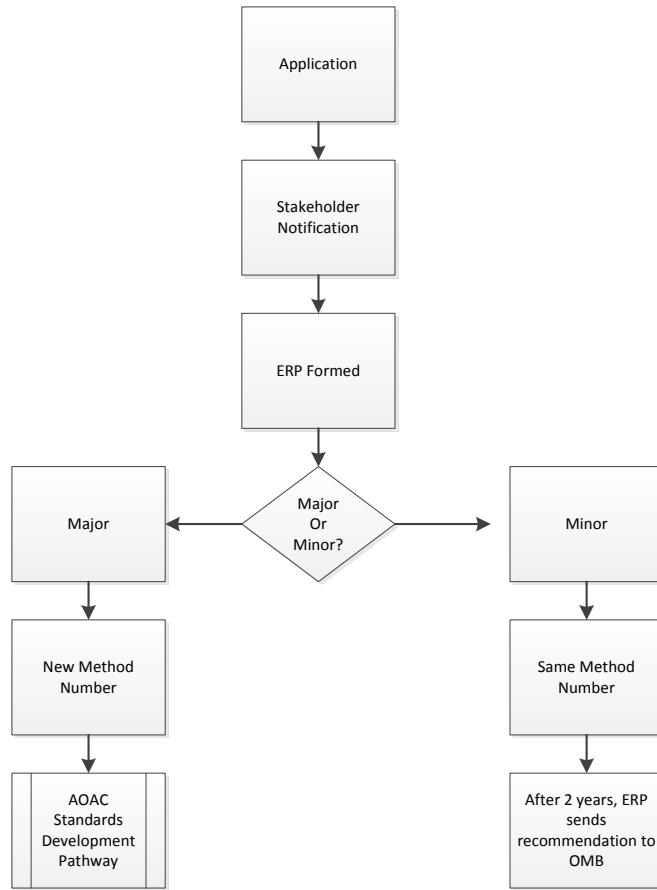 Application
Stakeholder
Notification
ERP Formed
Major
Or
Minor?
Major
Minor
New Method
Number
Same Method
Number
AOAC
Standards
Development
Pathway
After 2 years, ERP
sends
recommendation to
OMB